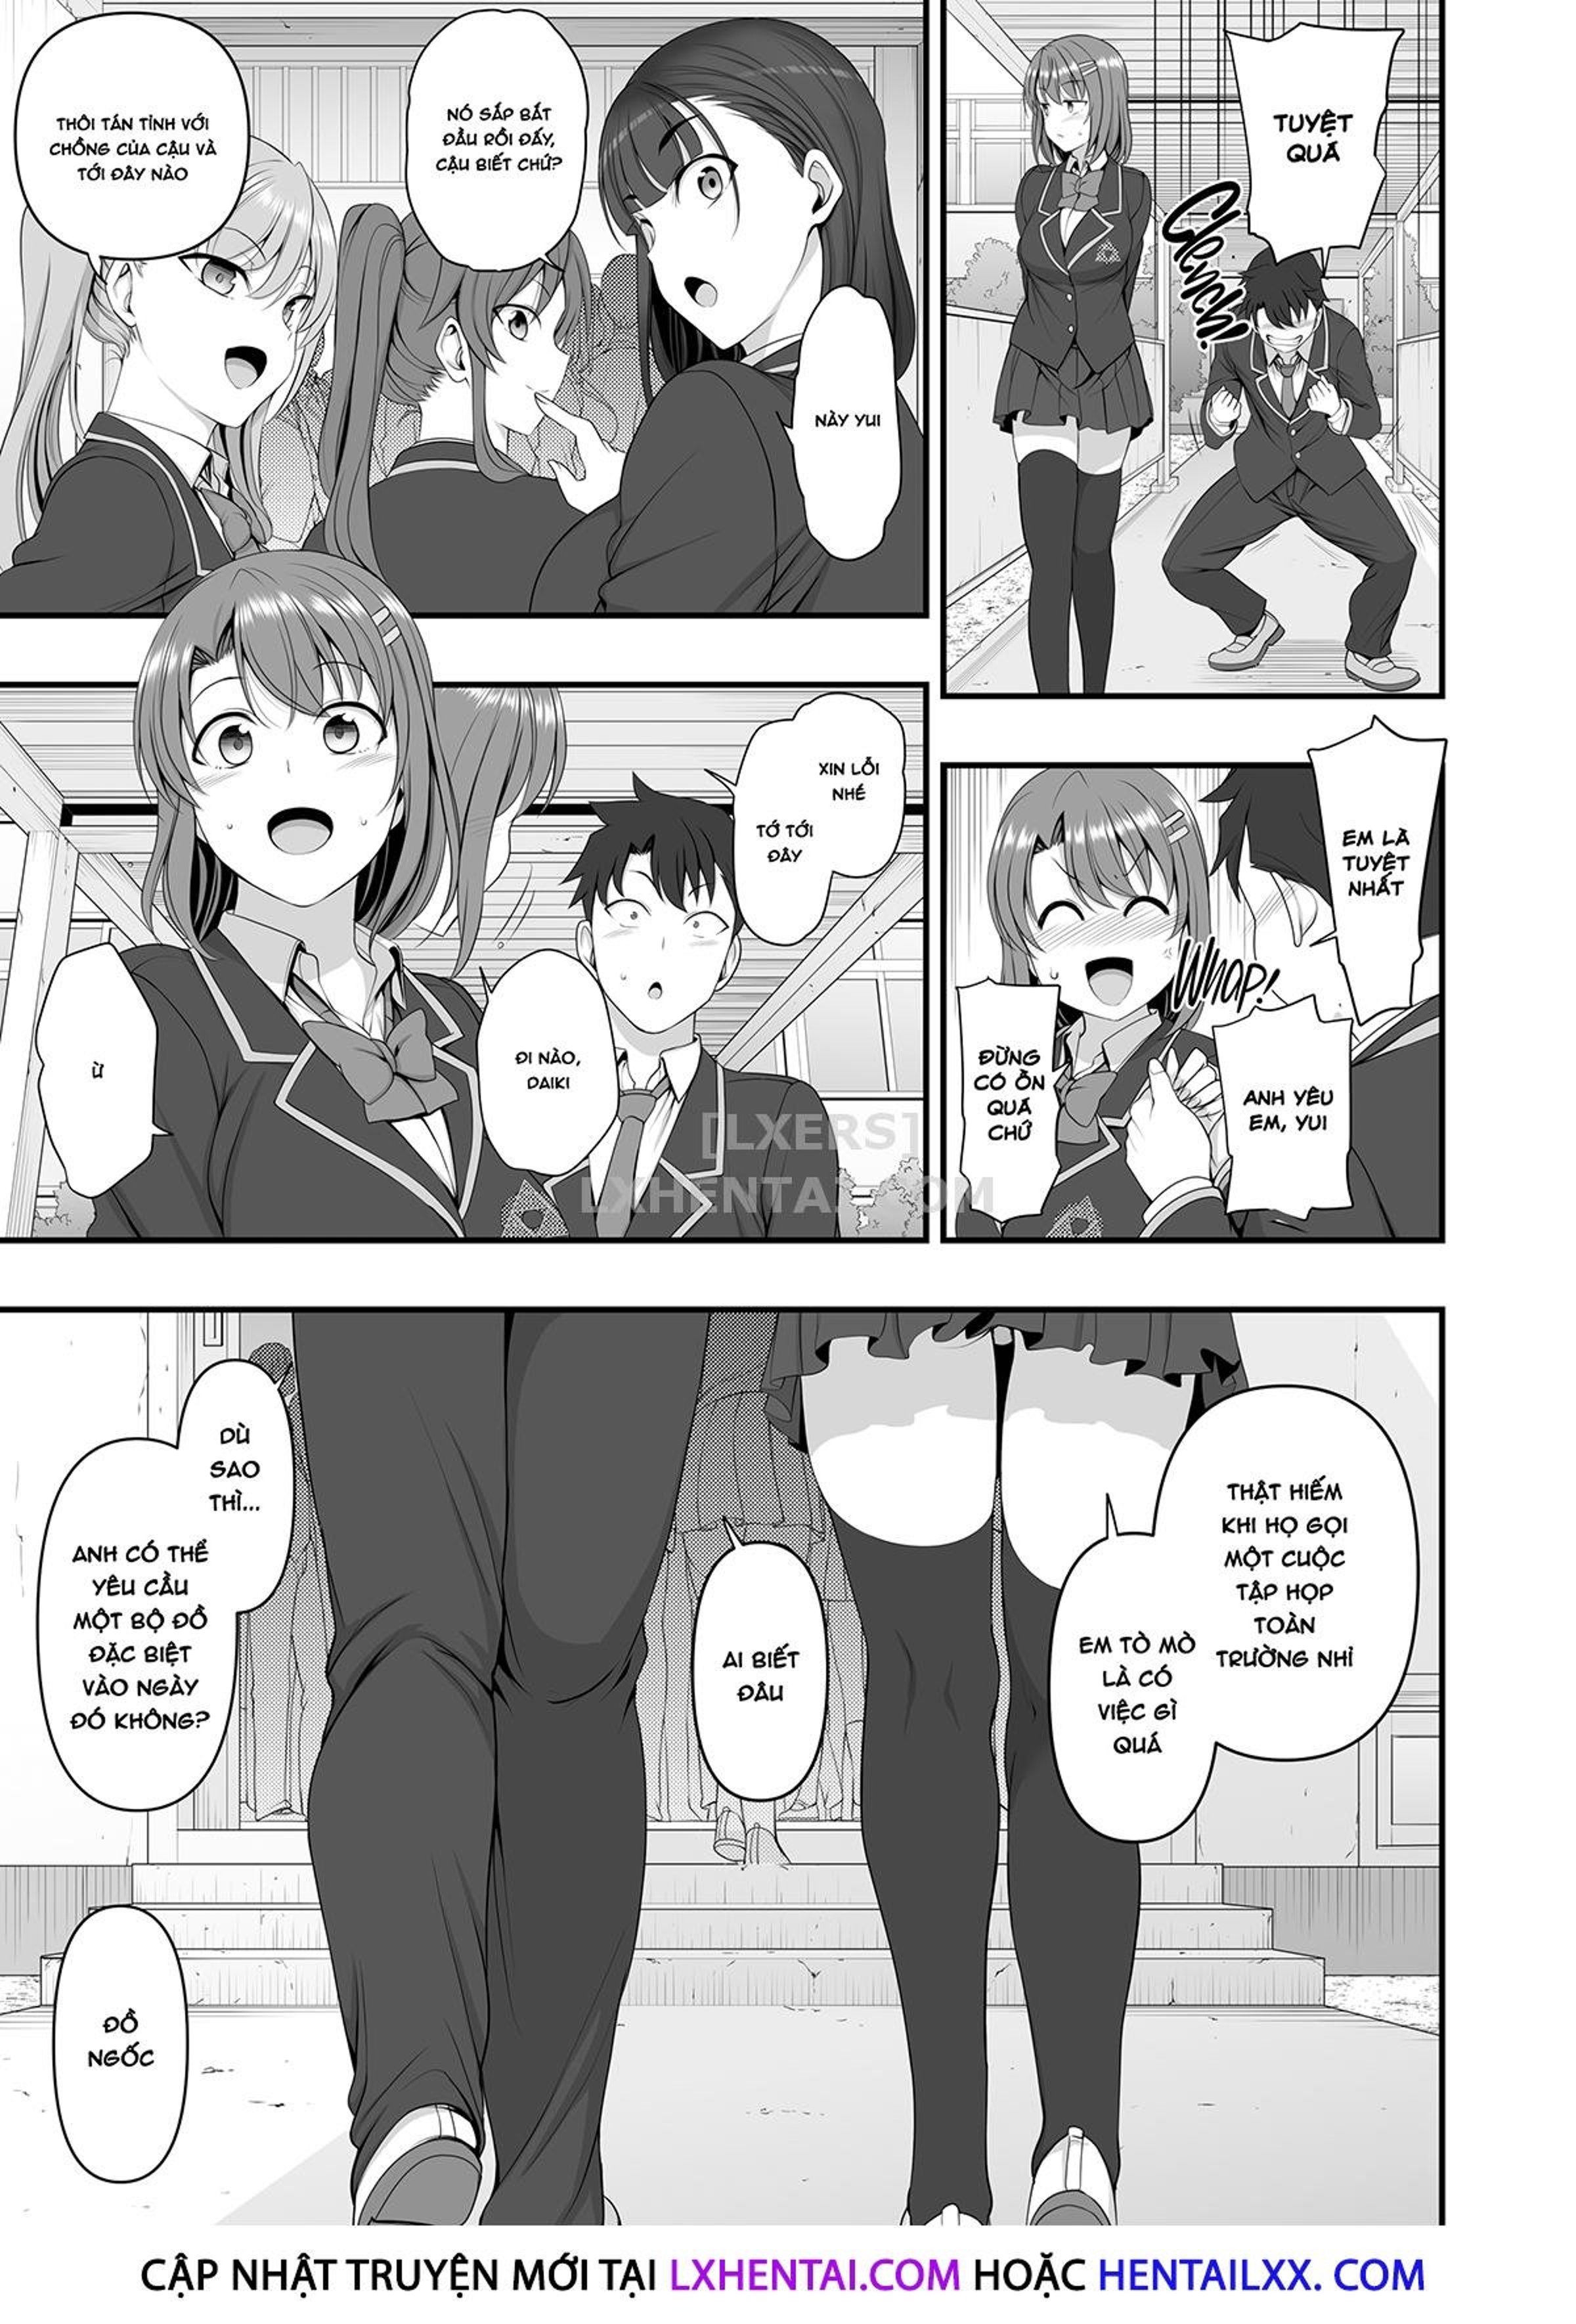 TUYỆT
QUÁ
Clench!
EM LÀ
TUYỆT
NHẤT
WHAP!
ANH YÊU
EM, YUI
ĐỪNG
CÓ ỒN
QUÁ
CHỨ
NÀY YUI
NÓ SẮP BẮT
ĐẦU RỒI ĐẤY,
CẬU BIẾT CHỨ?
THÔI TÁN TỈNH VỚI
CHỒNG CỦA CẬU VÀ
TỚI ĐÂY NÀO
XIN LỖI
NHÉ
TỚ TỚI
ĐÂY
ĐI NÀO,
DAIKI
Ừ
[LXERS]
LXHENTAI.COM
THẬT HIẾM
KHI HỌ GỌI
MỘT CUỘC
TẬP HỌP
TOÀN
TRƯỜNG NHỈ
EM TÒ MÒ
LÀ CÓ
VIỆC GÌ
QUÁ
AI BIẾT
ĐÂU
DÙ
SAO
THÌ...
ANH CÓ THỂ
YÊU CẦU
MỘT BỘ ĐỒ
ĐẶC BIỆT
VÀO NGÀY
ĐÓ KHÔNG?
ĐỒ
NGỐC
CẬP NHẬT TRUYỆN MỚI TẠI LXHENTAI.COM HOẶC HENTAILXX. COM